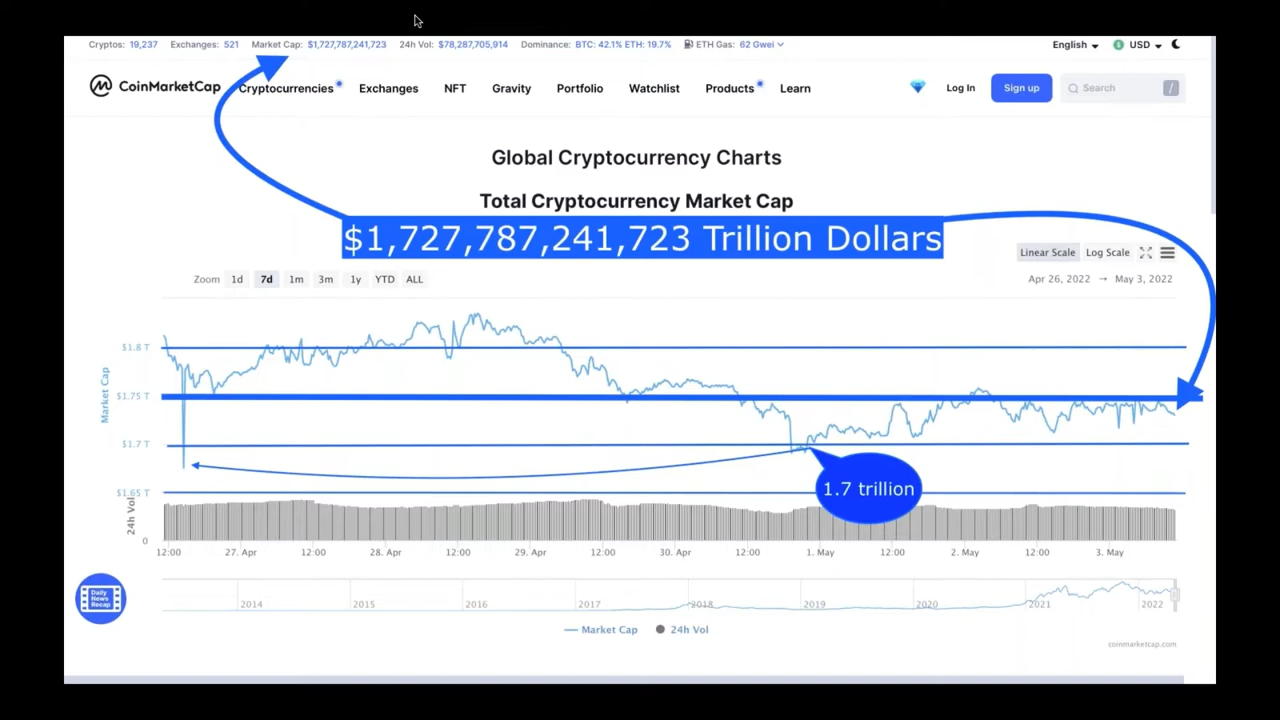 Cryptos: 19,237 Exchanges: 521 Market Cap: $1,727,787,241,723 24h Vol: $78,287,705,914 Dominance: BTC: 42.1% ETH: 19.7% ETH Gas: 62 Gwei English USD
CoinMarketCap Cryptocurrencies Exchanges NFT Gravity Portfolio Watchlist Products Learn Log In Sign up Search /
Global Cryptocurrency Charts
Total Cryptocurrency Market Cap
$1,727,787,241,723 Trillion Dollars
Linear Scale Log Scale
Zoom 1d 7d 1m 3m 1y YTD ALL Apr 26, 2022 → May 3, 2022
$1.8 T
$1.75 T
$1.7 T
$1.65 T
Market Cap
1.7 trillion
24h Vol
0
12:00 27. Apr 12:00 28. Apr 12:00 29. Apr 12:00 30. Apr 12:00 1. May 12:00 2. May 12:00 3. May
Daily
News
Recap
2014 2015 2016 2017 2018 2019 2020 2021 2022
Market Cap 24h Vol
coinmarketcap.com